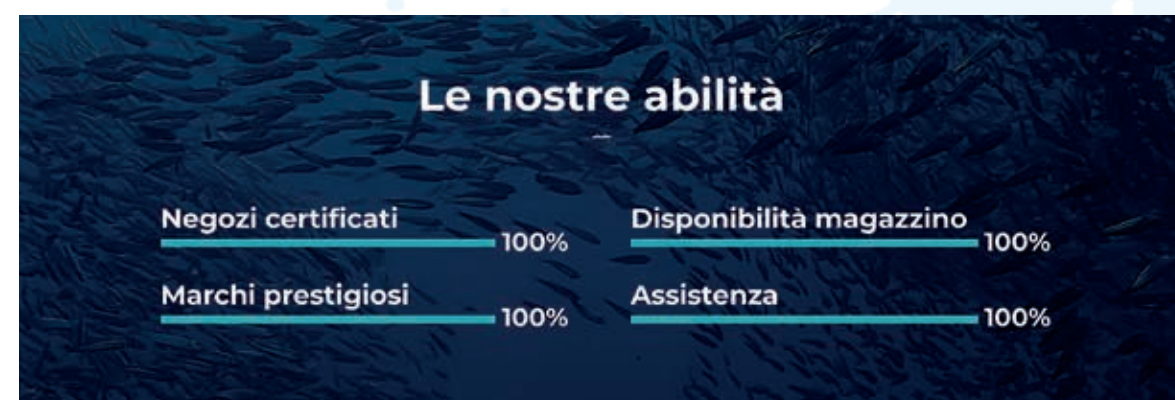 Le nostre abilità
Negozi certificati
100%
Disponibilità magazzino
100%
Marchi prestigiosi
100%
Assistenza
100%